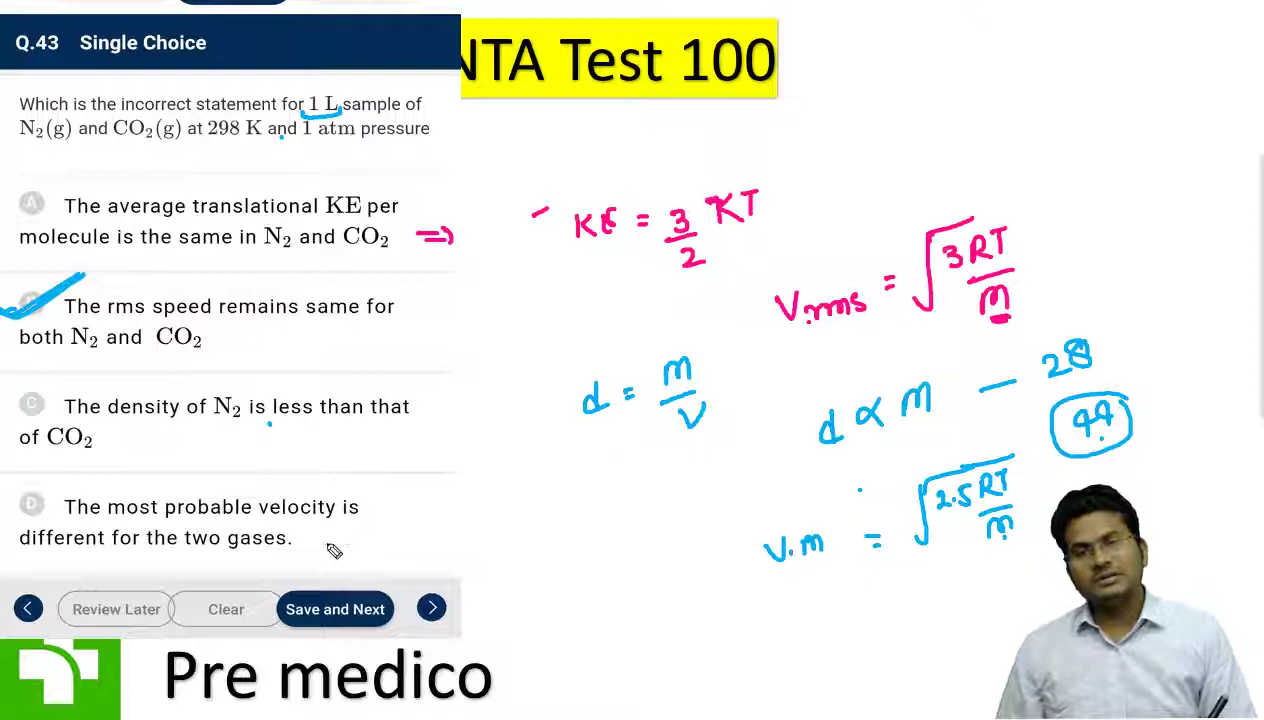 Q.43 Single Choice
NTA Test 100
Which is the incorrect statement for 1 L sample of
N₂(g) and CO₂(g) at 298 K and 1 atm pressure
A The average translational KE per
molecule is the same in N₂ and CO₂
The rms speed remains same for
both N₂ and CO₂
C The density of N₂ is less than that
of CO₂
D The most probable velocity is
different for the two gases.
Review Later Clear Save and Next
KE = 3/2 KT
V.rms = √3RT/m
d = m/V
d ∝ m — 28
44
V.m = √2.5RT/m
Pre medico